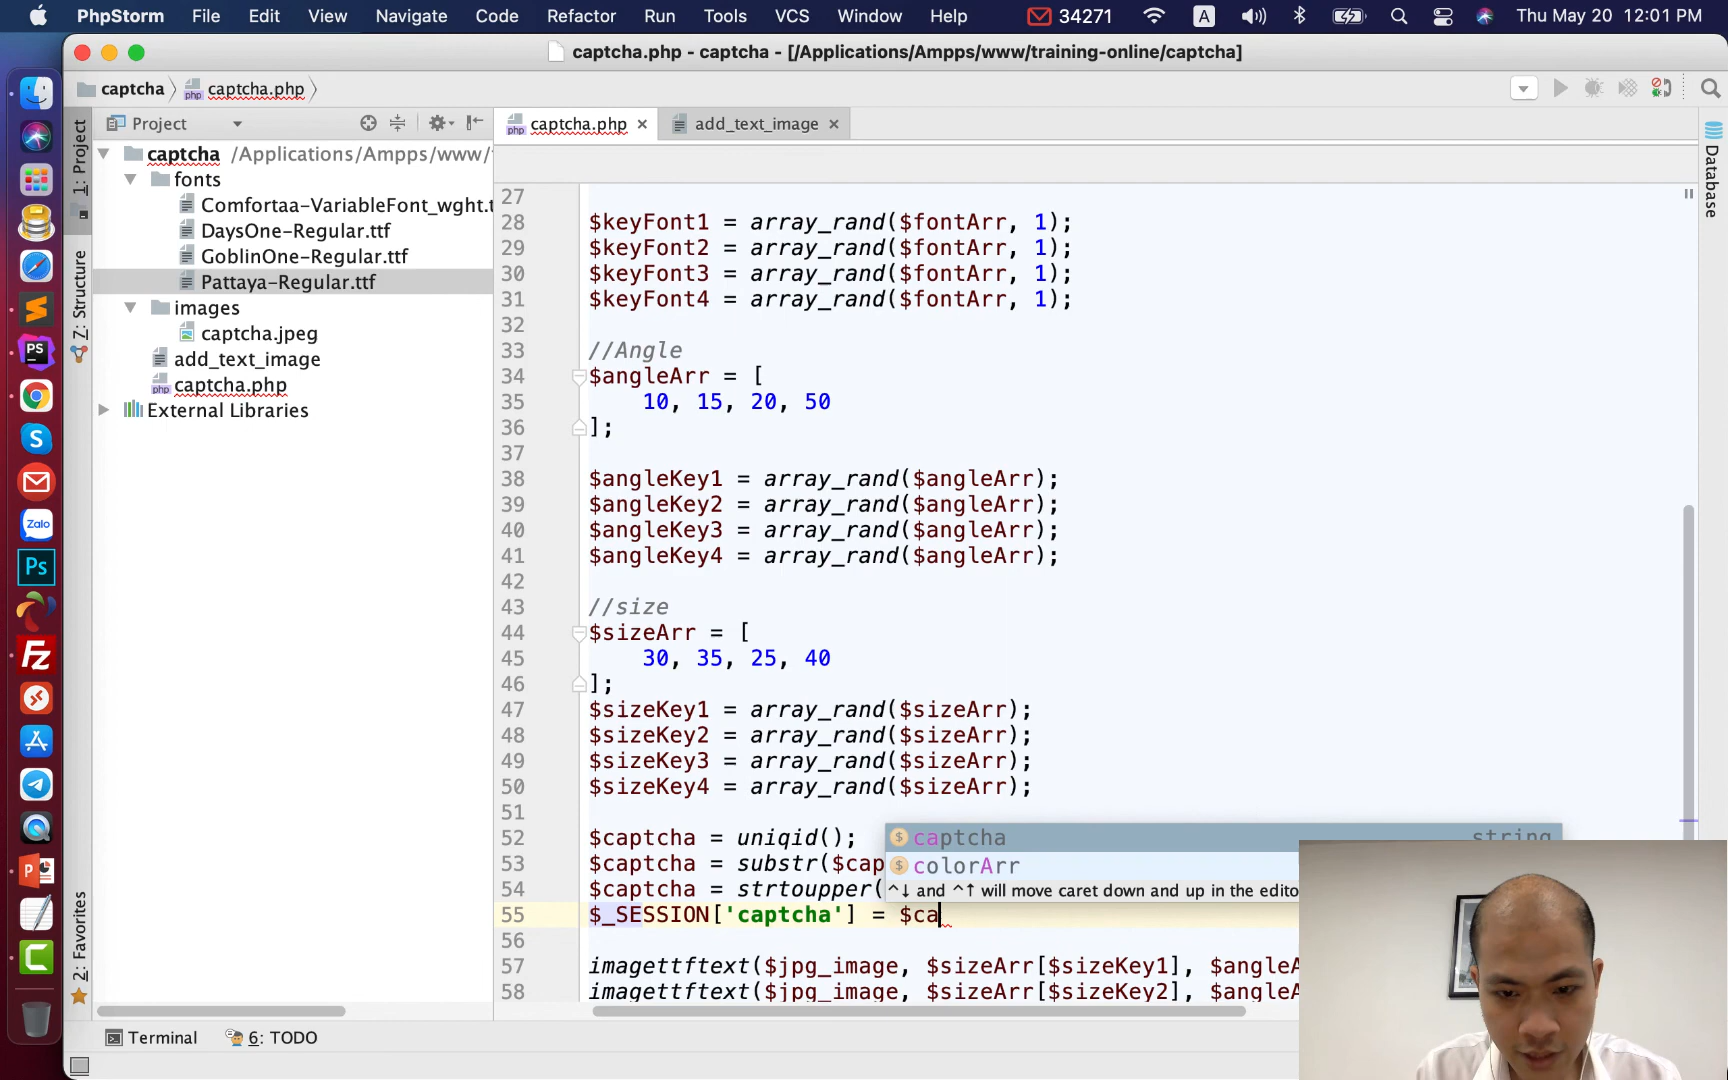 PhpStorm File Edit View Navigate Code Refactor Run Tools VCS Window Help 34271 A Thu May 20 12:01 PM
captcha.php - captcha - [/Applications/Ampps/www/training-online/captcha]
captcha captcha.php
Project
captcha.php
add_text_image
1: Project
Z: Structure
2: Favorites
Database
captcha /Applications/Ampps/www/
fonts
Comfortaa-VariableFont_wght.t
DaysOne-Regular.ttf
GoblinOne-Regular.ttf
Pattaya-Regular.ttf
images
captcha.jpeg
add_text_image
captcha.php
External Libraries
27
28 $keyFont1 = array_rand($fontArr, 1);
29 $keyFont2 = array_rand($fontArr, 1);
30 $keyFont3 = array_rand($fontArr, 1);
31 $keyFont4 = array_rand($fontArr, 1);
32
33 //Angle
34 $angleArr = [
35 10, 15, 20, 50
36 ];
37
38 $angleKey1 = array_rand($angleArr);
39 $angleKey2 = array_rand($angleArr);
40 $angleKey3 = array_rand($angleArr);
41 $angleKey4 = array_rand($angleArr);
42
43 //size
44 $sizeArr = [
45 30, 35, 25, 40
46 ];
47 $sizeKey1 = array_rand($sizeArr);
48 $sizeKey2 = array_rand($sizeArr);
49 $sizeKey3 = array_rand($sizeArr);
50 $sizeKey4 = array_rand($sizeArr);
51
52 $captcha = uniqid();
53 $captcha = substr($cap
54 $captcha = strtoupper(
55 $_SESSION['captcha'] = $ca
56
57 imagettftext($jpg_image, $sizeArr[$sizeKey1], $angleA
58 imagettftext($jpg_image, $sizeArr[$sizeKey2], $angleA
$ captcha string
$ colorArr
^↓ and ^↑ will move caret down and up in the edito
Terminal 6: TODO
PS
S
Zalo
Ps
Fz
P
C